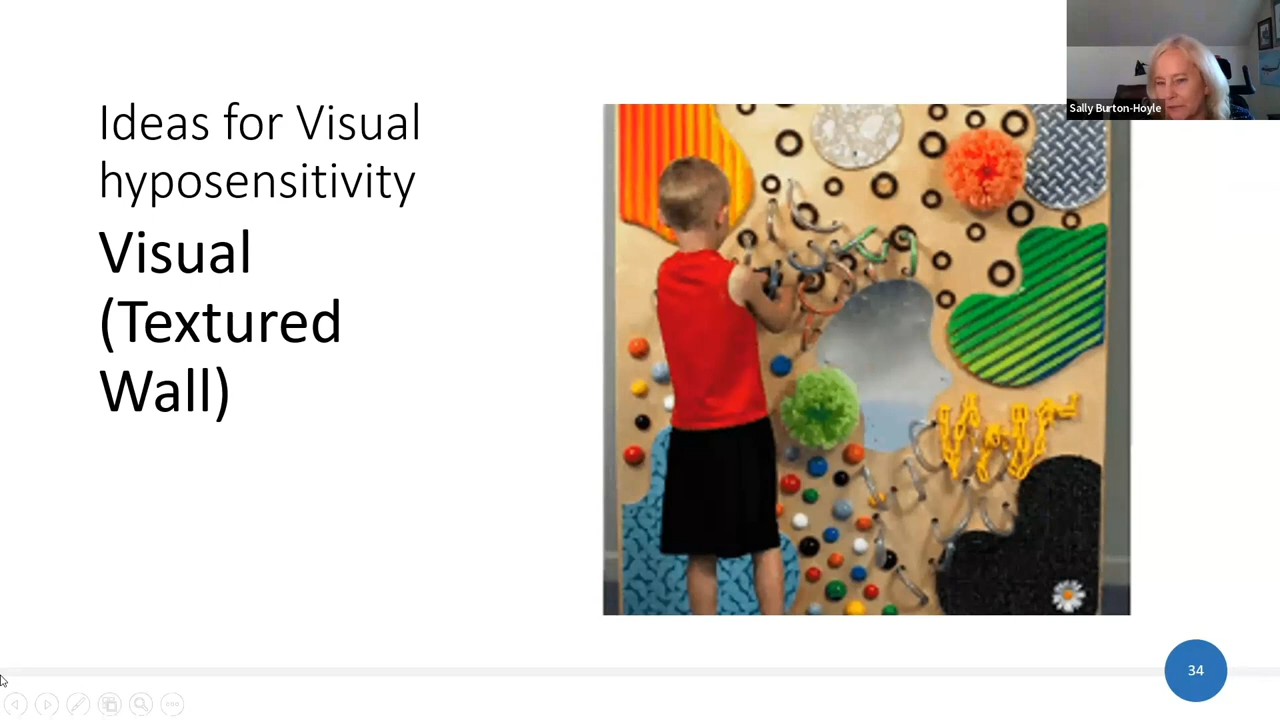 Sally Burton-Hoyle
Ideas for Visual
hyposensitivity
Visual
(Textured
Wall)
34